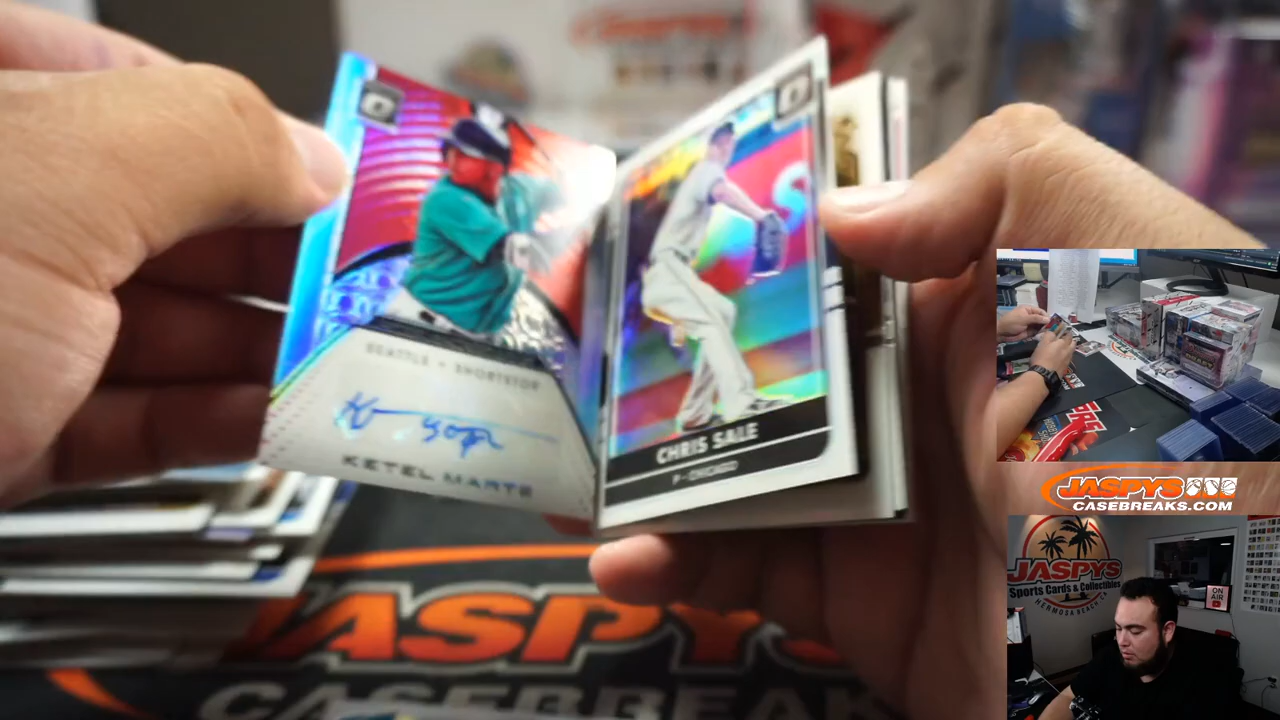 SEATTLE • SHORTSTOP
KETEL MARTE
CHRIS SALE
P - CHICAGO
JASPYS
CASEBREAKS.COM
JASPYS
Sports Cards & Collectibles
HERMOSA BEACH
ON
AIR
JASPYS
CASEBREAK